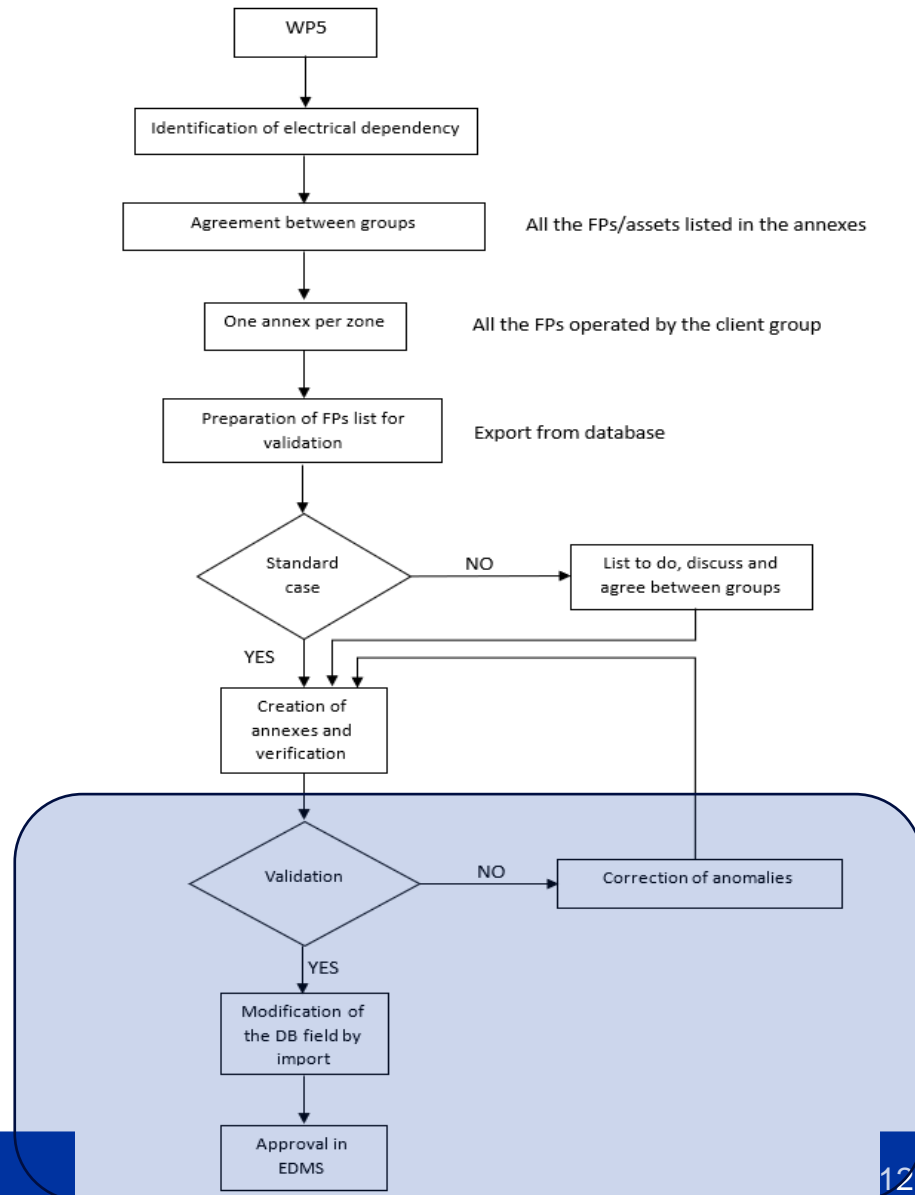 WP5
Identification of electrical dependency
Agreement between groups
All the FPs/assets listed in the annexes
One annex per zone
All the FPs operated by the client group
Preparation of FPs list for
validation
Export from database
Standard
case
NO
List to do, discuss and
agree between groups
YES
Creation of
annexes and
verification
Validation
NO
Correction of anomalies
YES
Modification of
the DB field by
import
Approval in
EDMS
12